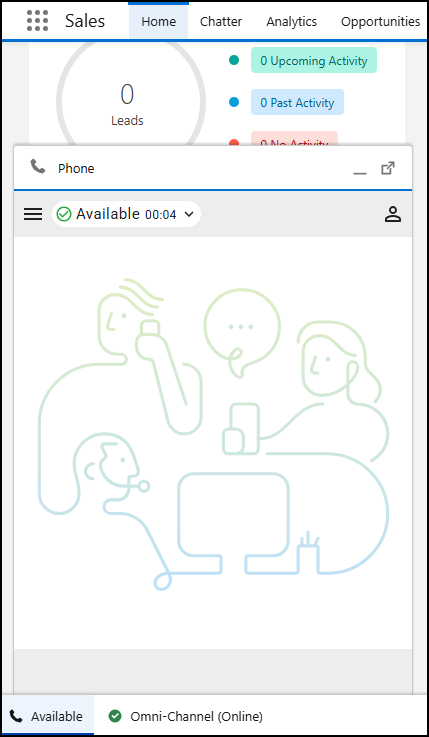 Sales Home Chatter Analytics Opportunities
0
Leads
0 Upcoming Activity
0 Past Activity
0 No Activity
Phone
Available 00:04
Available Omni-Channel (Online)